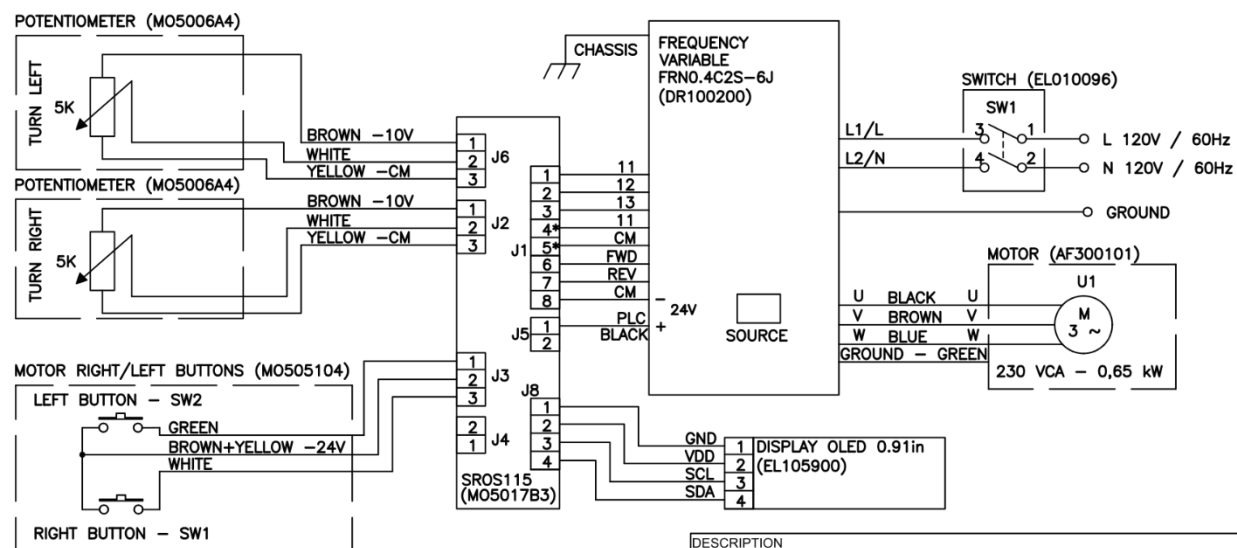 POTENTIOMETER (MO5006A4)
TURN LEFT
5K
BROWN -10V
WHITE
YELLOW -CM
1
2
3
J6
POTENTIOMETER (MO5006A4)
TURN RIGHT
5K
BROWN -10V
WHITE
YELLOW -CM
1
2
3
J2
MOTOR RIGHT/LEFT BUTTONS (MO505104)
LEFT BUTTON - SW2
GREEN
BROWN+YELLOW -24V
WHITE
RIGHT BUTTON - SW1
1
2
3
J3
2
1
J4
J1
1
2
3
4*
5*
6
7
8
J5
1
2
J8
1
2
3
4
SROS115
(MO5017B3)
11
12
13
11
CM
FWD
REV
CM
PLC
BLACK
CHASSIS
FREQUENCY
VARIABLE
FRN0.4C2S-6J
(DR100200)
-
24V
+
SOURCE
SWITCH (EL010096)
SW1
L1/L
3
1
L 120V / 60Hz
L2/N
4
2
N 120V / 60Hz
GROUND
MOTOR (AF300101)
U1
M
3 ~
U BLACK U
V BROWN V
W BLUE W
GROUND - GREEN
230 VCA - 0,65 kW
GND
VDD
SCL
SDA
1
2
3
4
DISPLAY OLED 0.91in
(EL105900)
DESCRIPTION